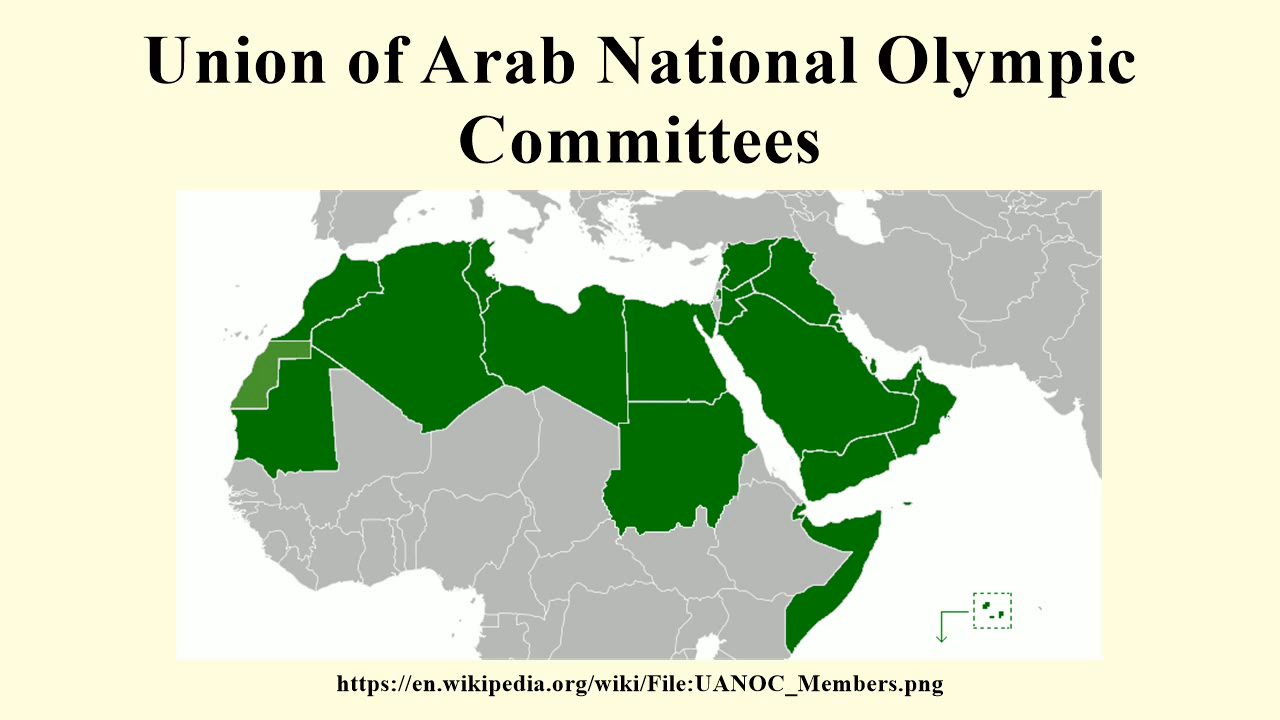 Union of Arab National Olympic
Committees
https://en.wikipedia.org/wiki/File:UANOC_Members.png